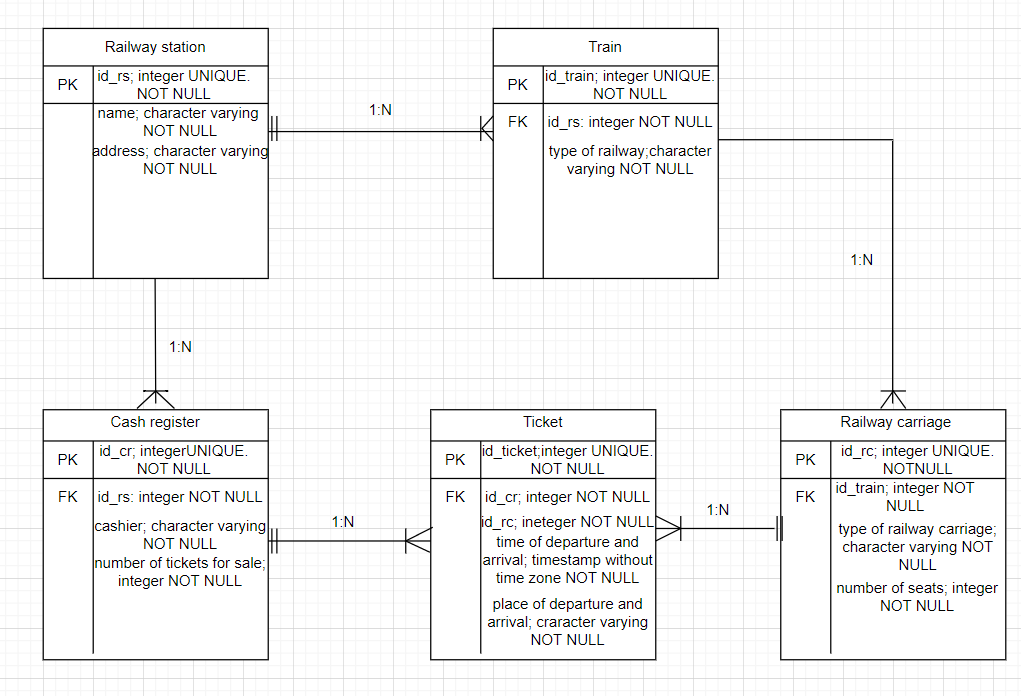 Railway station
PK
id_rs; integer UNIQUE.
NOT NULL
name; character varying
NOT NULL
address; character varying
NOT NULL
1:N
Train
PK
id_train; integer UNIQUE.
NOT NULL
FK
id_rs: integer NOT NULL
type of railway;character
varying NOT NULL
1:N
1:N
Cash register
PK
id_cr; integerUNIQUE.
NOT NULL
FK
id_rs: integer NOT NULL
cashier; character varying
NOT NULL
number of tickets for sale;
integer NOT NULL
1:N
Ticket
PK
id_ticket;integer UNIQUE.
NOT NULL
FK
id_cr; integer NOT NULL
id_rc; ineteger NOT NULL
time of departure and
arrival; timestamp without
time zone NOT NULL
place of departure and
arrival; craracter varying
NOT NULL
1:N
Railway carriage
PK
id_rc; integer UNIQUE.
NOTNULL
FK
id_train; integer NOT
NULL
type of railway carriage;
character varying NOT
NULL
number of seats; integer
NOT NULL